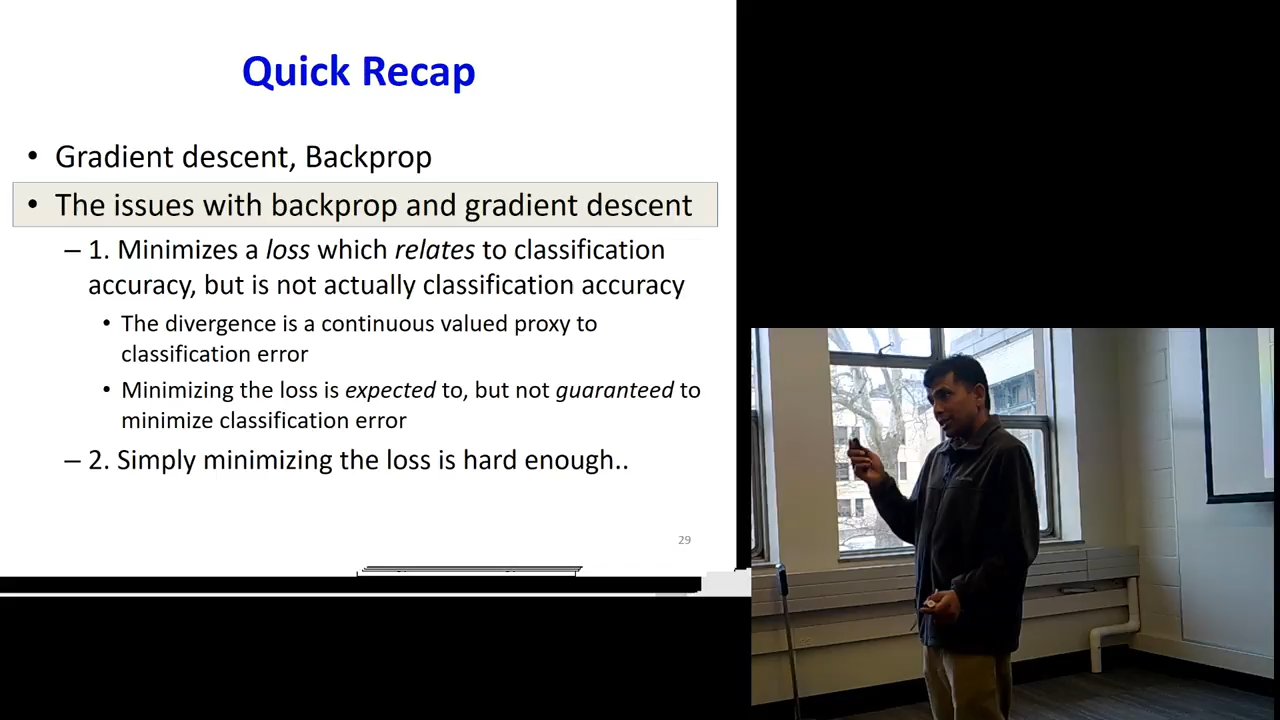 Quick Recap
• Gradient descent, Backprop
• The issues with backprop and gradient descent
– 1. Minimizes a loss which relates to classification
accuracy, but is not actually classification accuracy
• The divergence is a continuous valued proxy to
classification error
• Minimizing the loss is expected to, but not guaranteed to
minimize classification error
– 2. Simply minimizing the loss is hard enough..
29